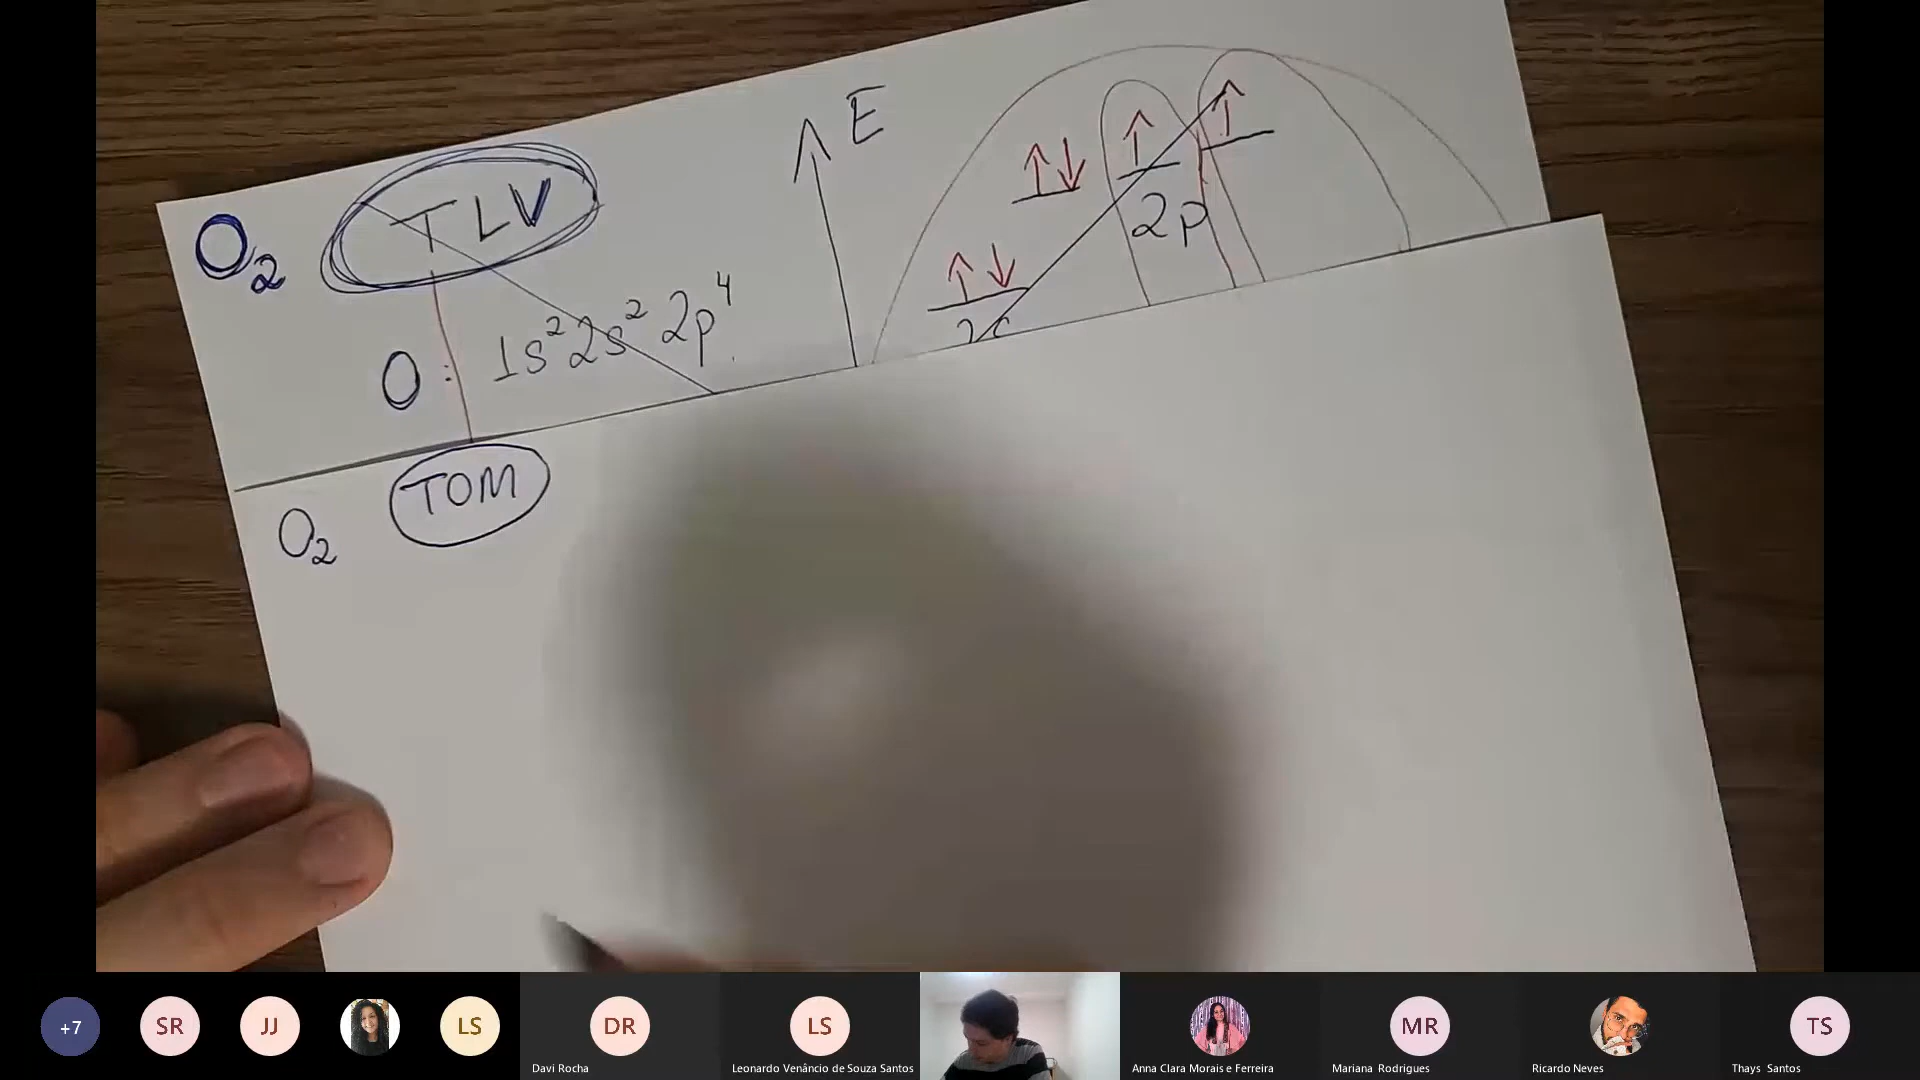 E
O₂ TLV
↑↓ ↑ ↑
2p
↑↓
O: 1s² 2s² 2p⁴
O₂ TOM
+7
SR
JJ
LS
DR
LS
MR
TS
Davi Rocha
Leonardo Venâncio de Souza Santos
Anna Clara Morais e Ferreira
Mariana Rodrigues
Ricardo Neves
Thays Santos